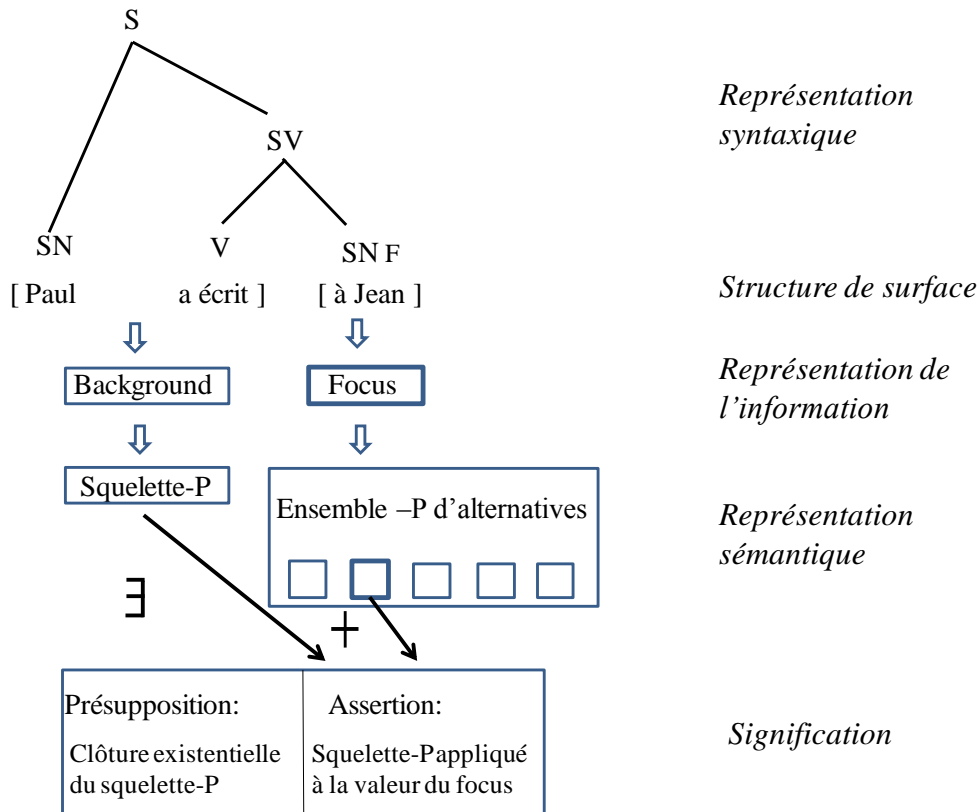 S
Représentation
syntaxique
SV
SN V SN F
[ Paul a écrit ] [ à Jean ] Structure de surface
Background Focus Représentation de
l’information
Squelette-P
Ensemble –P d’alternatives Représentation
sémantique
∃
+
Présupposition: Assertion:
Signification
Clôture existentielle Squelette-Pappliqué
du squelette-P à la valeur du focus